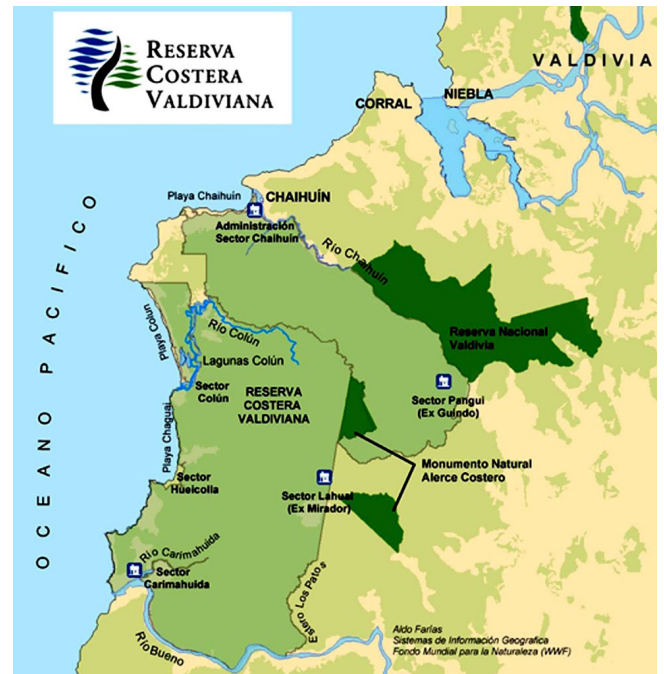 RESERVA
COSTERA
VALDIVIANA
VALDIVIA
NIEBLA
CORRAL
Playa Chaihuín
CHAIHUÍN
Administración
Sector Chaihuín
Río Chaihuín
OCEANO PACIFICO
Reserva Nacional
Valdivia
Playa Colún
Río Colún
Lagunas Colún
Sector
Colún
RESERVA
COSTERA
VALDIVIANA
Sector Pangui
(Ex Guindo)
Playa Chaguai
Monumento Natural
Alerce Costero
Sector
Hueicolla
Sector Lahual
(Ex Mirador)
Río Carimahuida
Sector
Carimahuida
Estero Los Patos
Río Bueno
Aldo Farías
Sistemas de Información Geografica
Fondo Mundial para la Naturaleza (WWF)